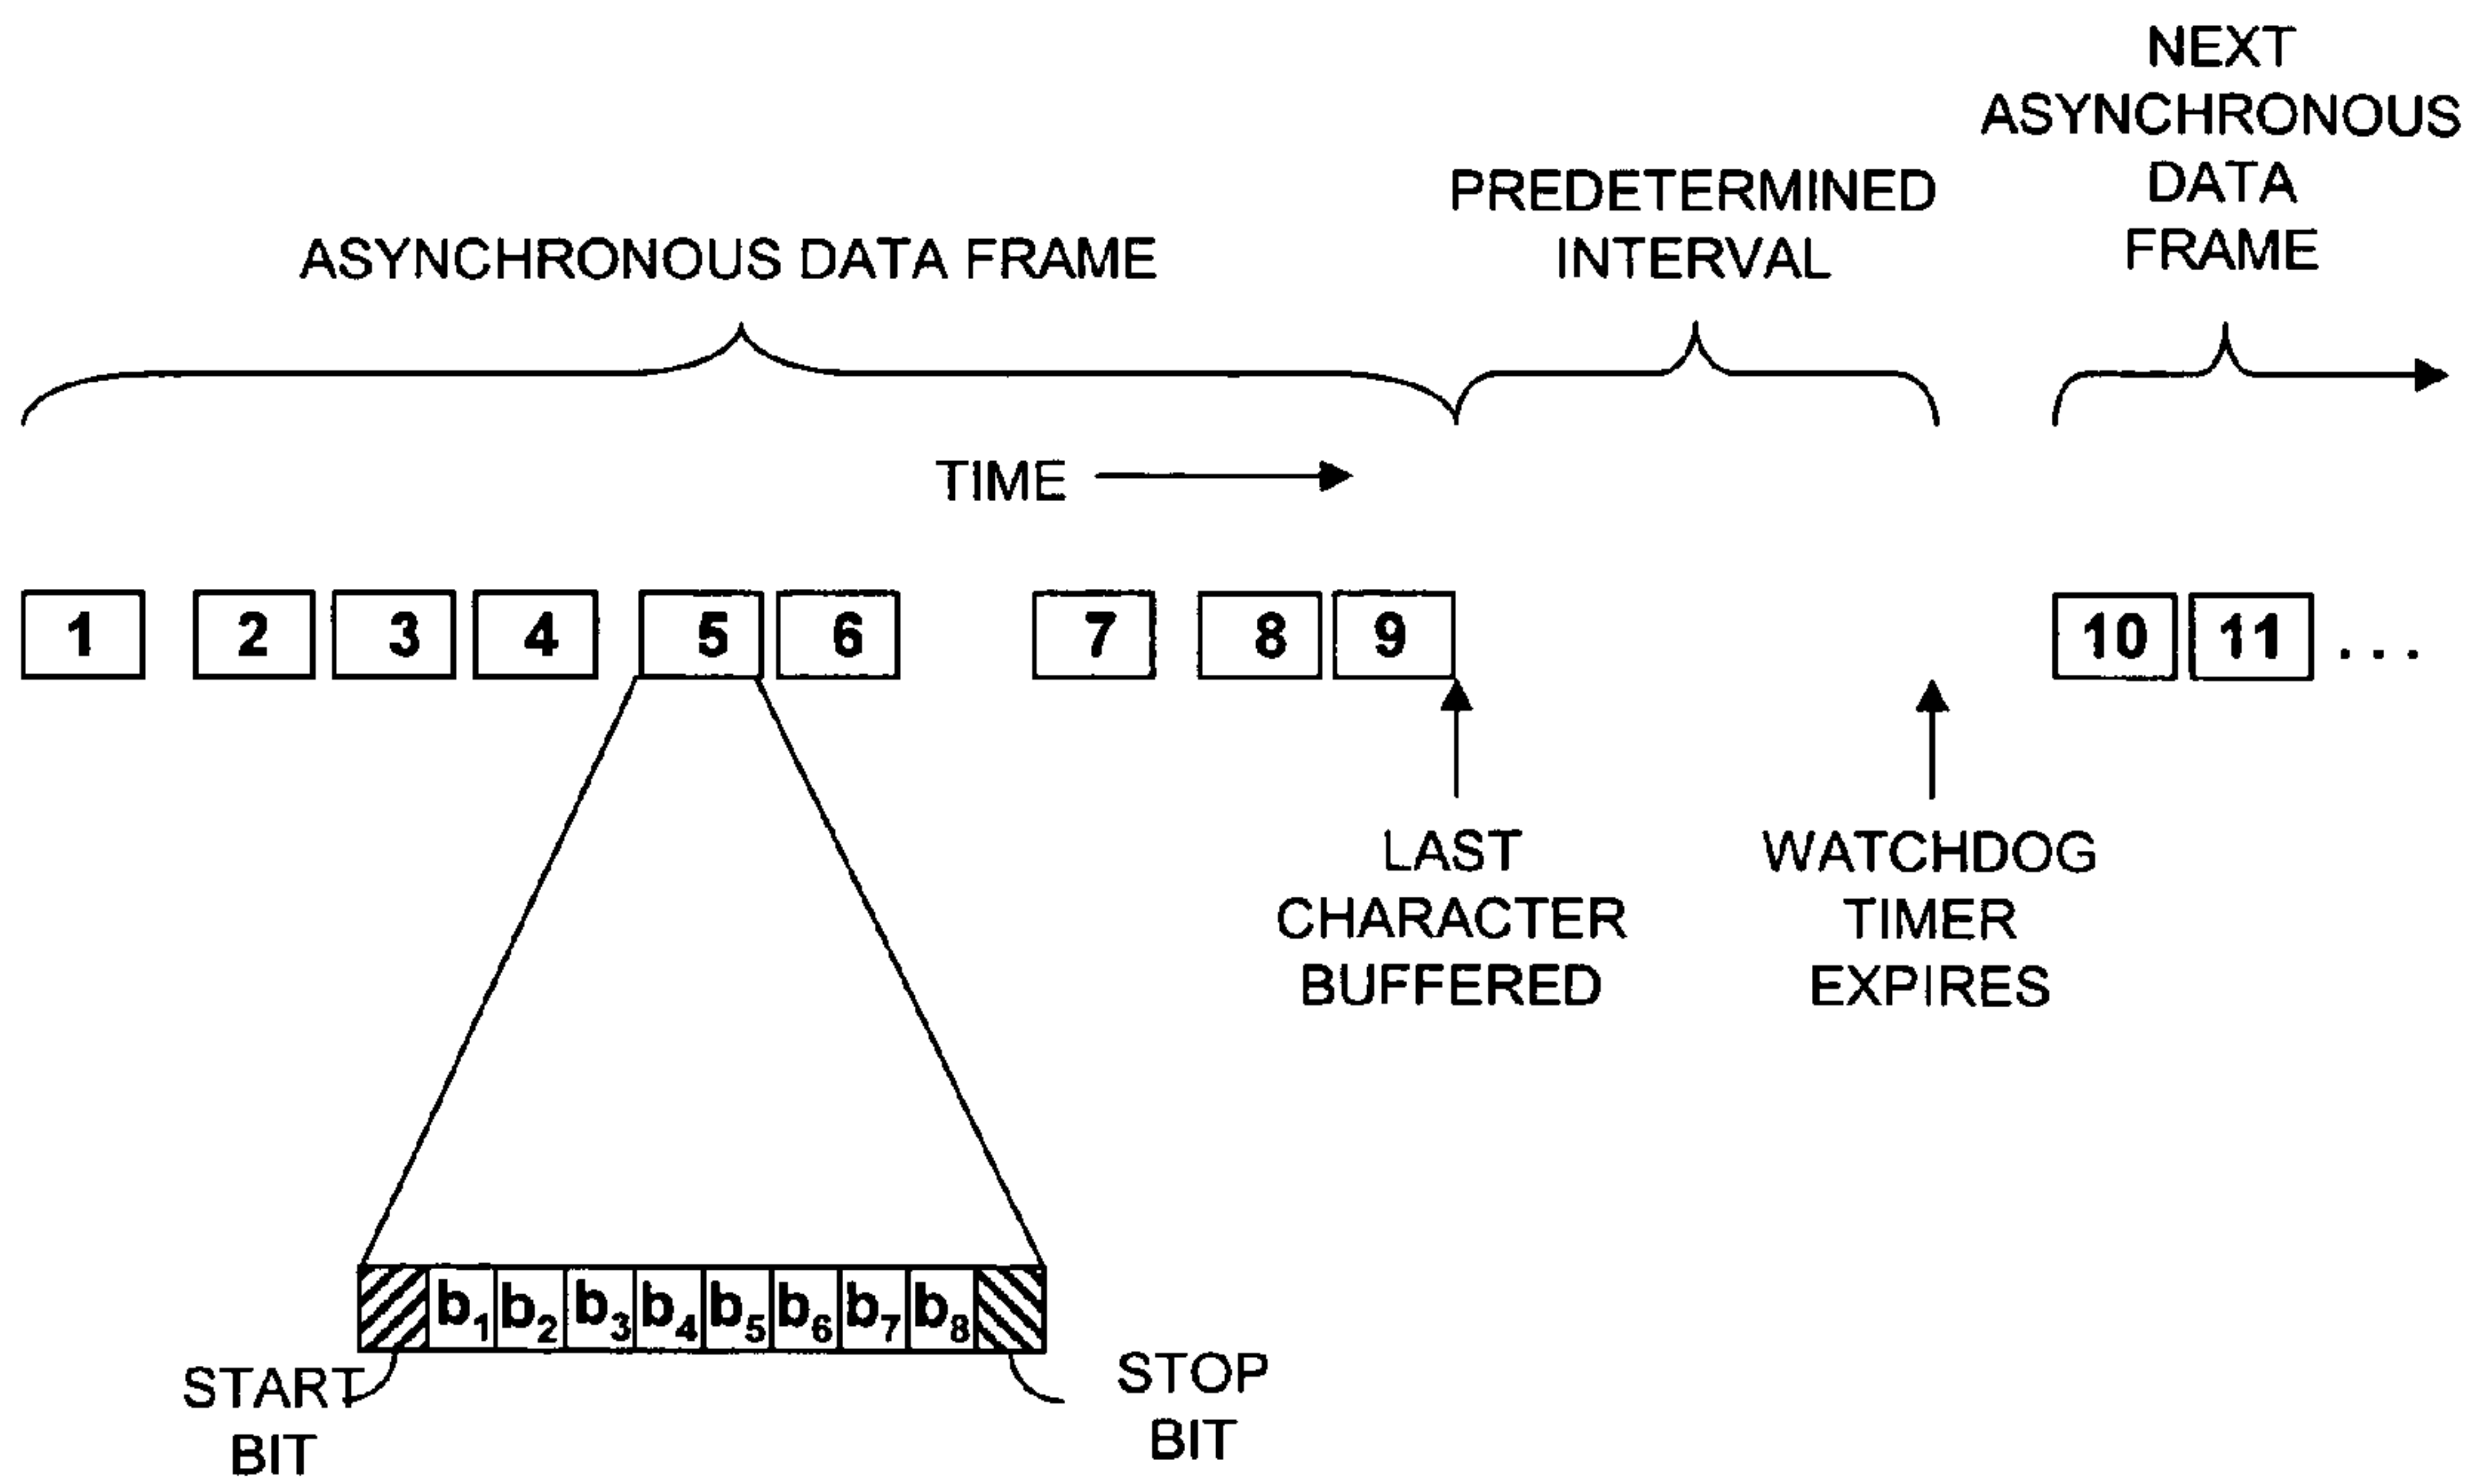 NEXT
ASYNCHRONOUS
DATA
FRAME
PREDETERMINED
INTERVAL
ASYNCHRONOUS DATA FRAME
TIME
1 2 3 4 5 6 7 8 9 10 11 ...
LAST
CHARACTER
BUFFERED
WATCHDOG
TIMER
EXPIRES
b1 b2 b3 b4 b5 b6 b7 b8
START
BIT
STOP
BIT